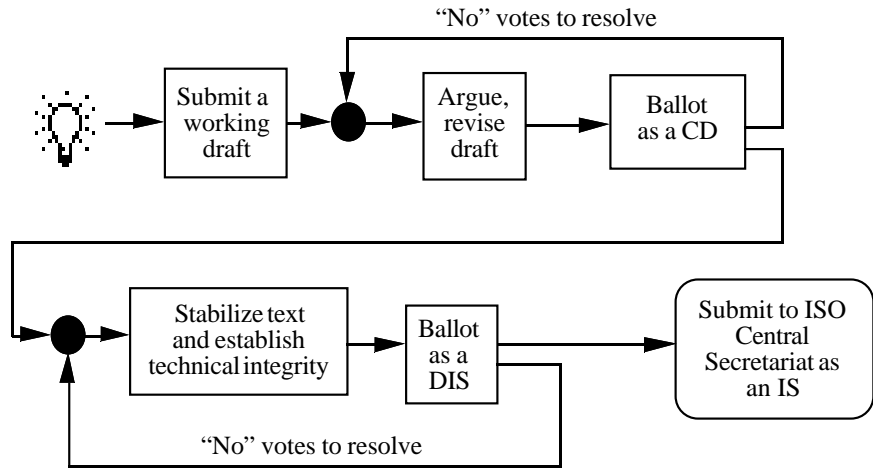 “No” votes to resolve
Submit a
working
draft
Argue,
revise
draft
Ballot
as a CD
Stabilize text
and establish
technical integrity
Ballot
as a
DIS
Submit to ISO
Central
Secretariat as
an IS
“No” votes to resolve